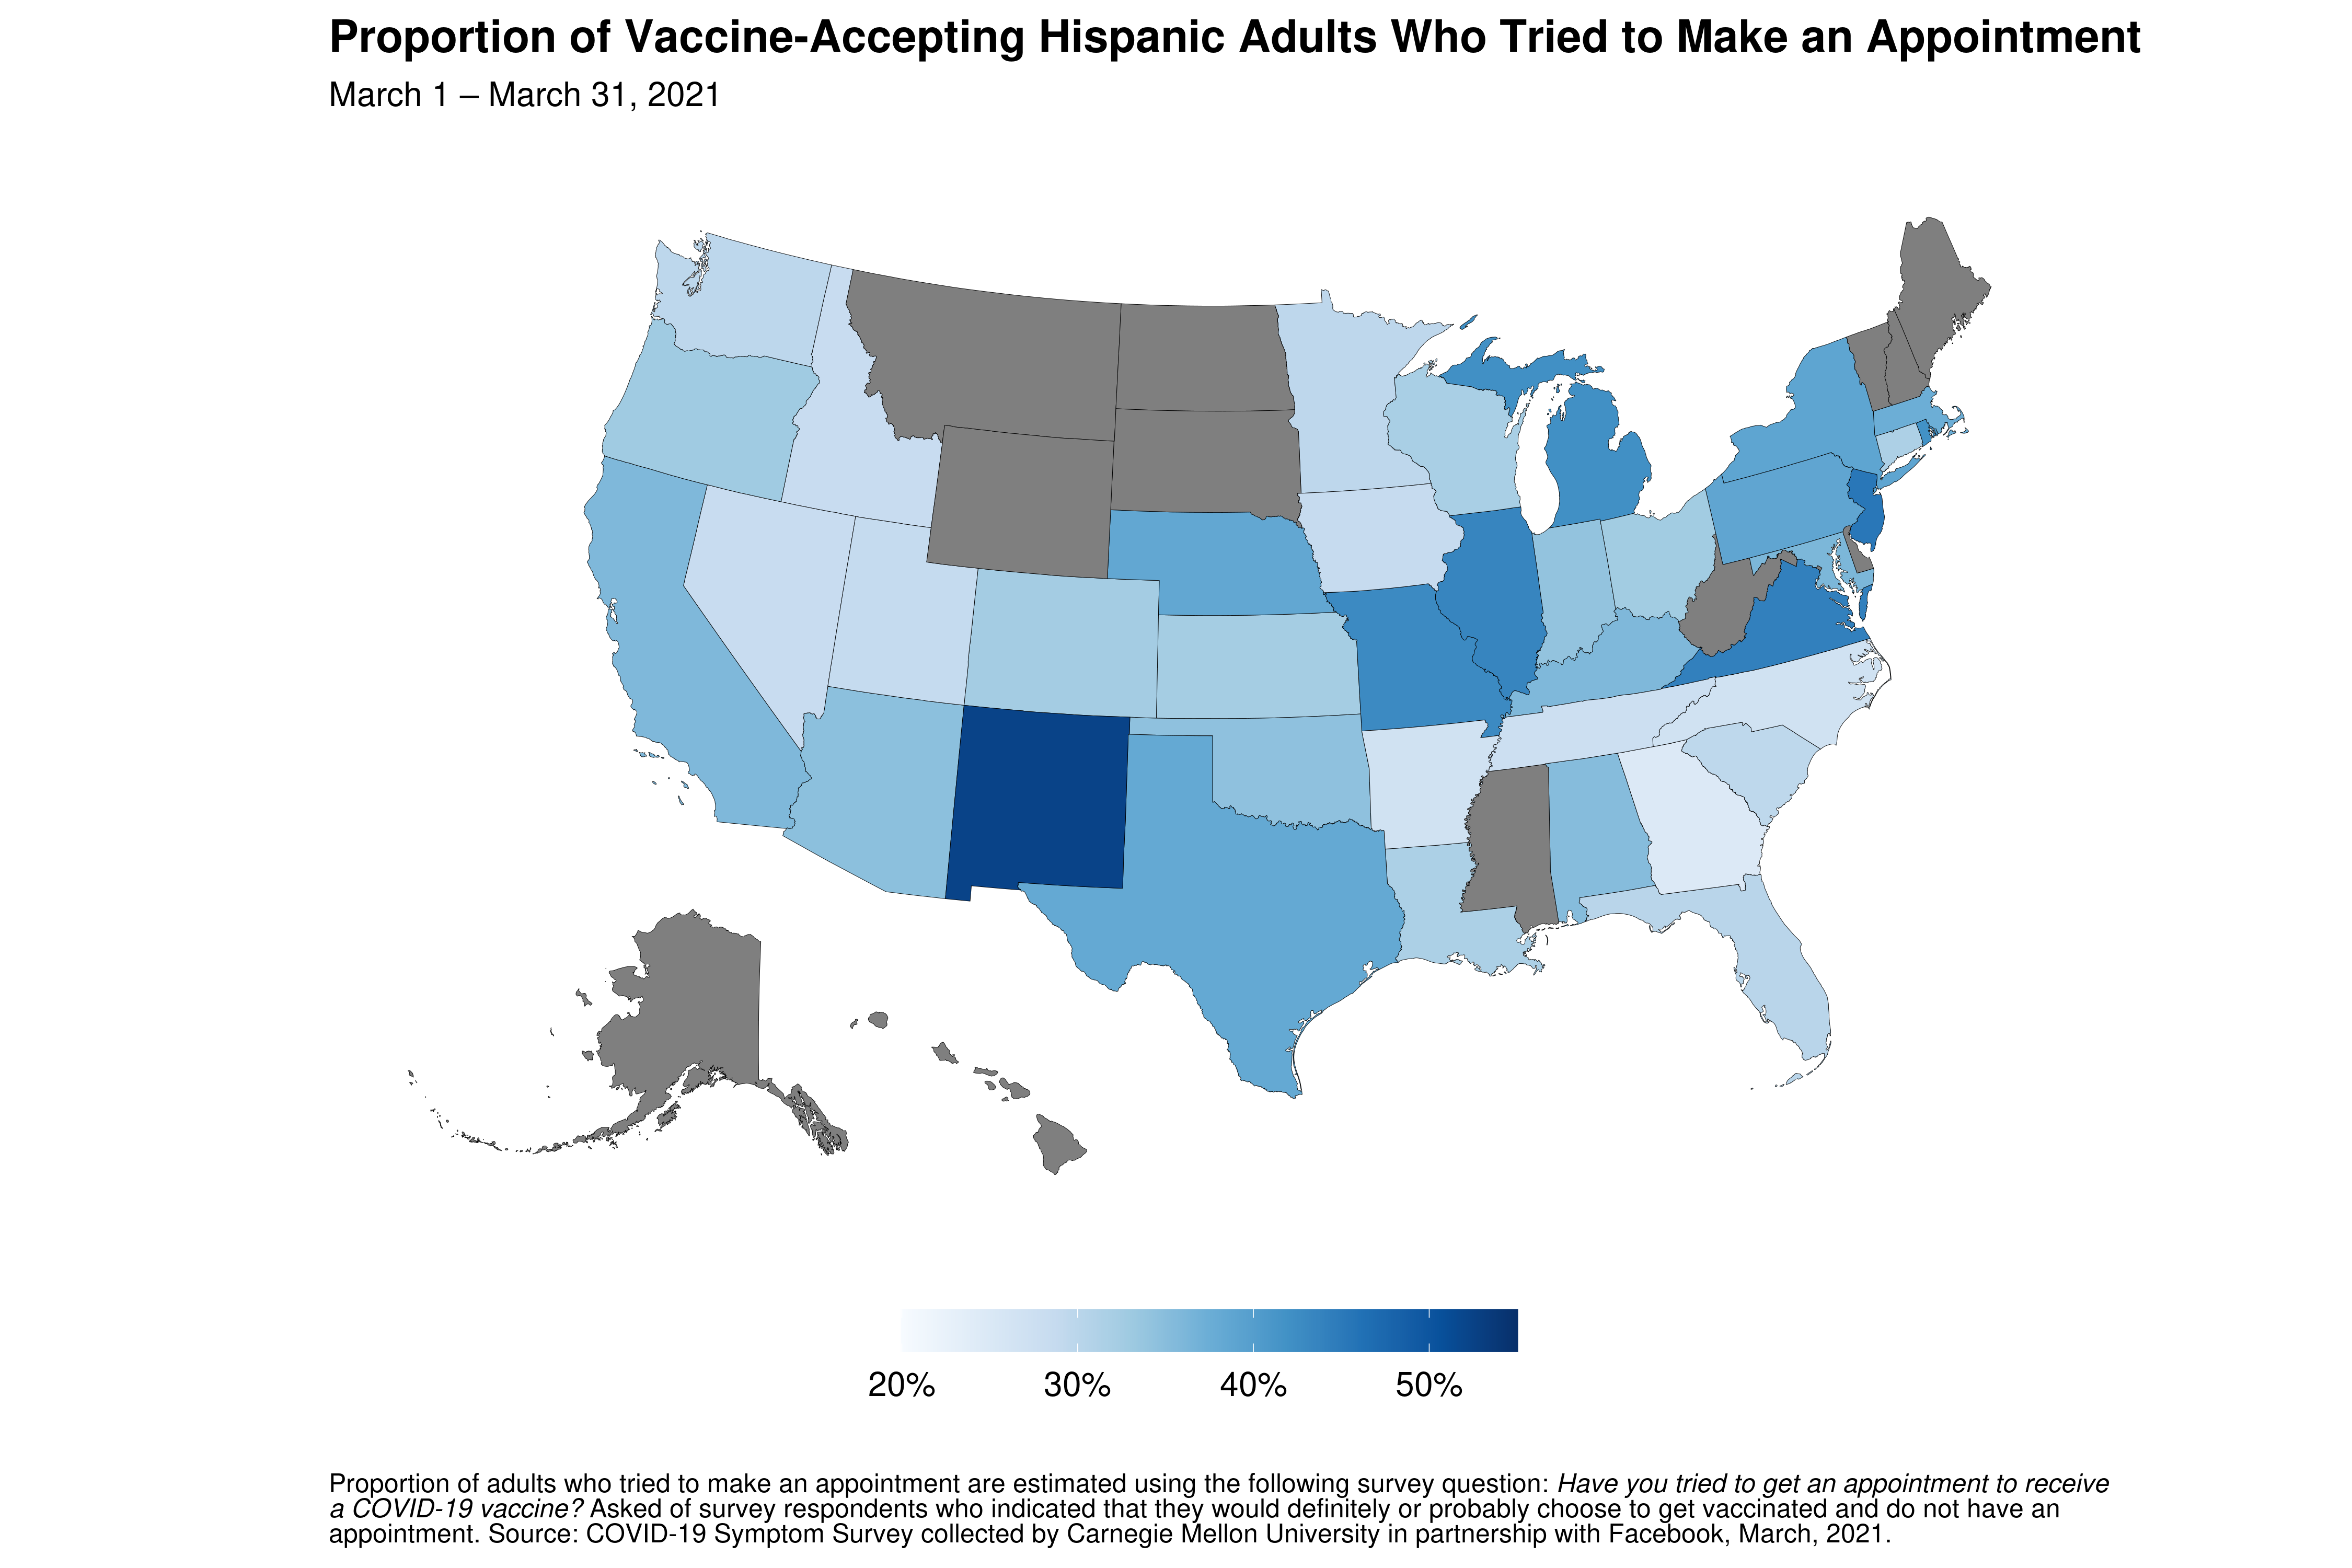 Proportion of Vaccine-Accepting Hispanic Adults Who Tried to Make an Appointment
March 1 – March 31, 2021
20% 30% 40% 50%
Proportion of adults who tried to make an appointment are estimated using the following survey question: Have you tried to get an appointment to receive
a COVID-19 vaccine? Asked of survey respondents who indicated that they would definitely or probably choose to get vaccinated and do not have an
appointment. Source: COVID-19 Symptom Survey collected by Carnegie Mellon University in partnership with Facebook, March, 2021.